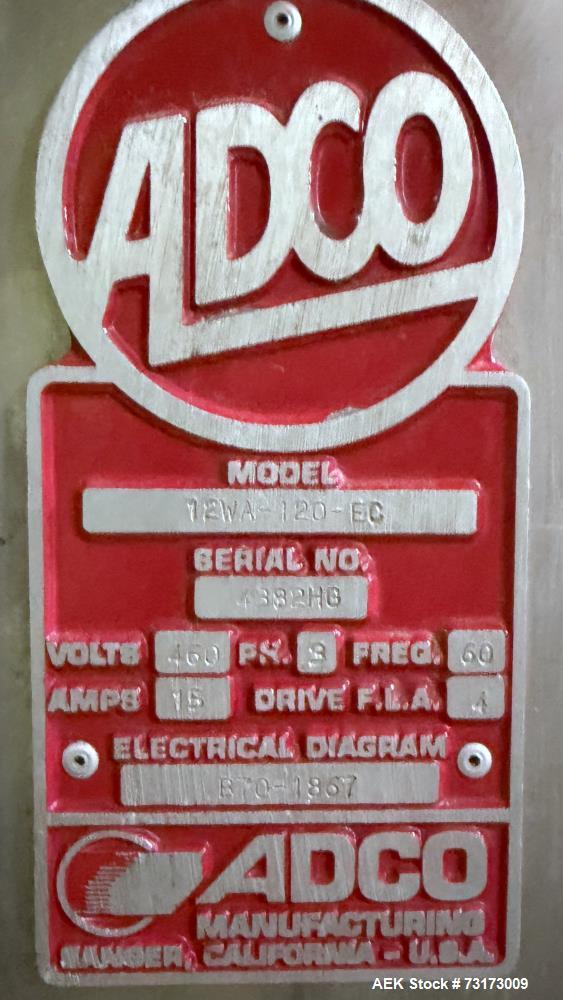 ADCO
MODEL
12WA-120-EC
SERIAL NO.
4382HG
VOLTS 460 PH. 3 FREQ. 60
AMPS 15 DRIVE F.L.A. 4
ELECTRICAL DIAGRAM
B70-1867
ADCO
MANUFACTURING
SANGER, CALIFORNIA - U.S.A.
AEK Stock # 73173009